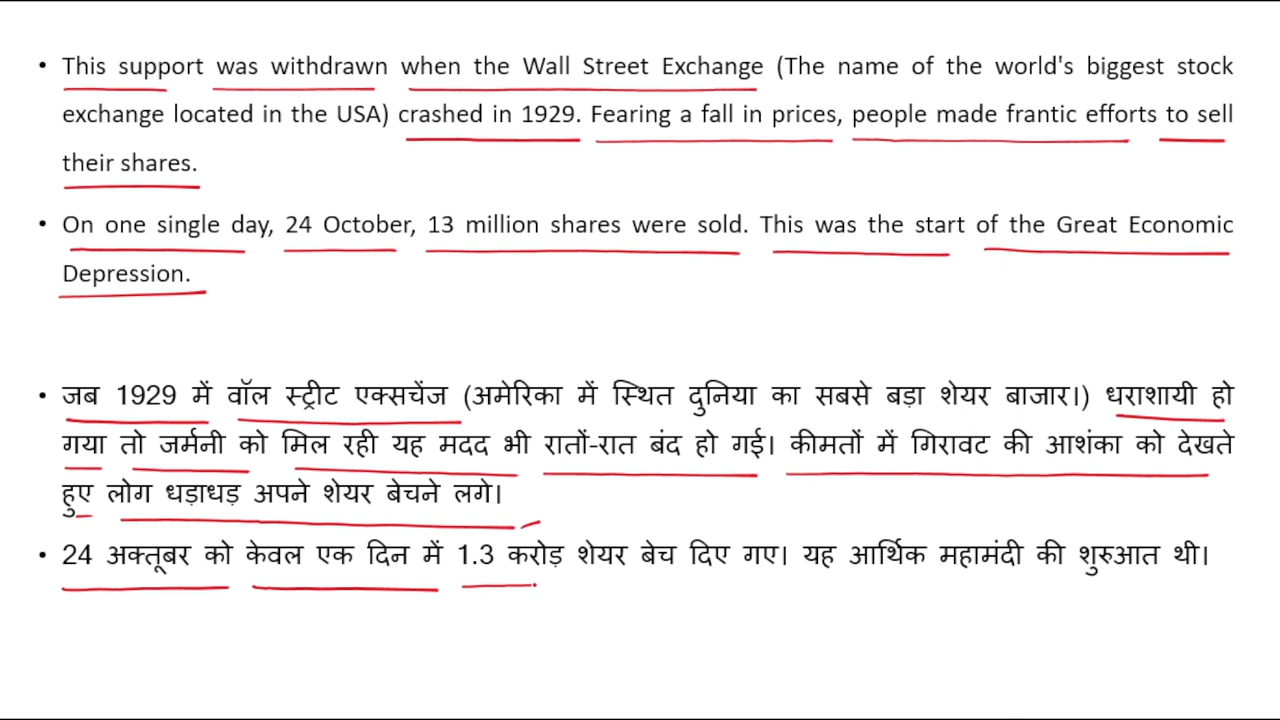 • This support was withdrawn when the Wall Street Exchange (The name of the world's biggest stock
exchange located in the USA) crashed in 1929. Fearing a fall in prices, people made frantic efforts to sell
their shares.
• On one single day, 24 October, 13 million shares were sold. This was the start of the Great Economic
Depression.
• जब 1929 में वॉल स्ट्रीट एक्सचेंज (अमेरिका में स्थित दुनिया का सबसे बड़ा शेयर बाजार।) धराशायी हो
गया तो जर्मनी को मिल रही यह मदद भी रातों-रात बंद हो गई। कीमतों में गिरावट की आशंका को देखते
हुए लोग धड़ाधड़ अपने शेयर बेचने लगे।
• 24 अक्तूबर को केवल एक दिन में 1.3 करोड़ शेयर बेच दिए गए। यह आर्थिक महामंदी की शुरुआत थी।